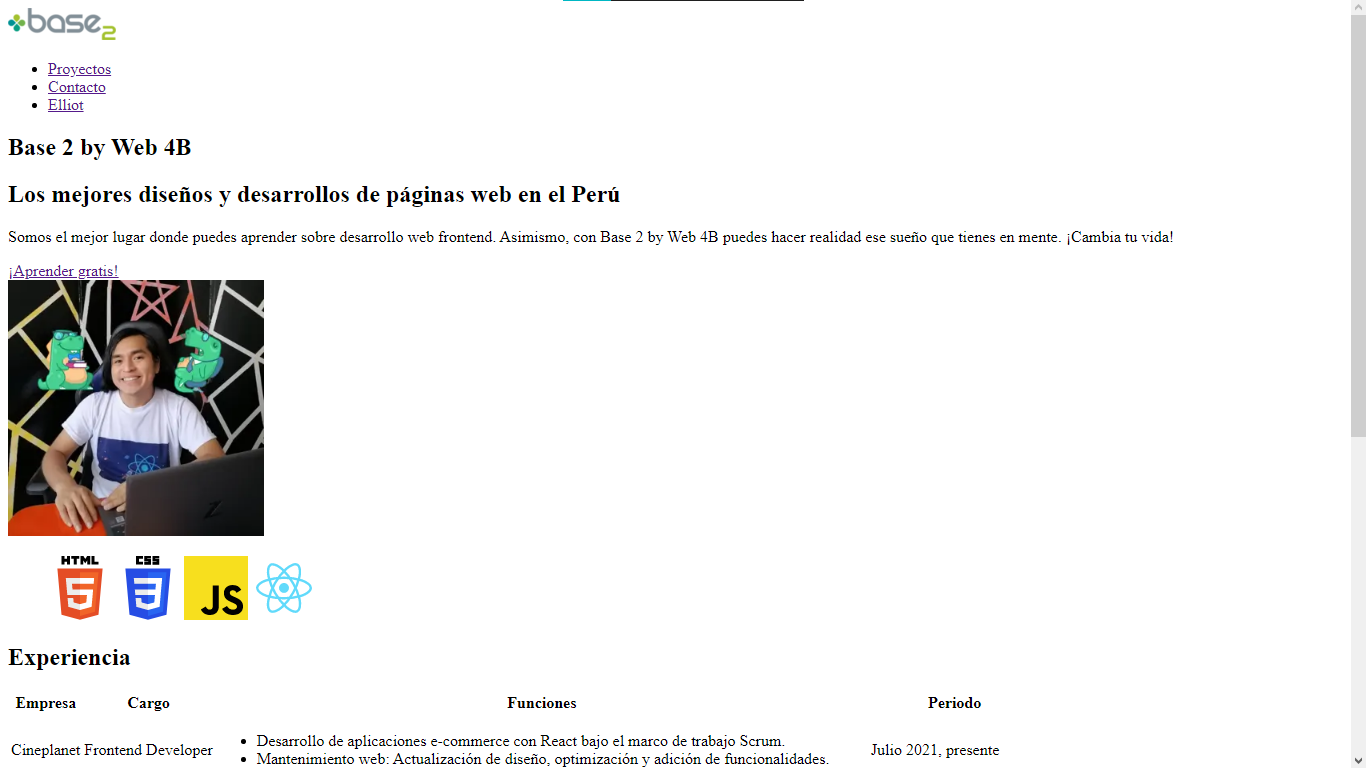 base2
Proyectos
Contacto
Elliot
Base 2 by Web 4B
Los mejores diseños y desarrollos de páginas web en el Perú
Somos el mejor lugar donde puedes aprender sobre desarrollo web frontend. Asimismo, con Base 2 by Web 4B puedes hacer realidad ese sueño que tienes en mente. ¡Cambia tu vida!
¡Aprender gratis!
HTML 5 CSS 3 JS
Experiencia
Empresa Cargo Funciones Periodo
Cineplanet Frontend Developer Julio 2021, presente
Desarrollo de aplicaciones e-commerce con React bajo el marco de trabajo Scrum.
Mantenimiento web: Actualización de diseño, optimización y adición de funcionalidades.